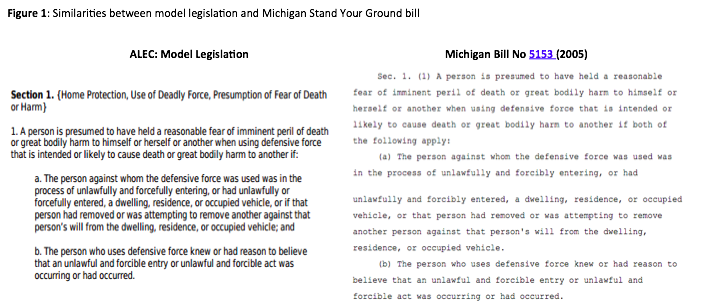 Figure 1: Similarities between model legislation and Michigan Stand Your Ground bill
ALEC: Model Legislation
Section 1. {Home Protection, Use of Deadly Force, Presumption of Fear of Death
or Harm}
1. A person is presumed to have held a reasonable fear of imminent peril of death
or great bodily harm to himself or herself or another when using defensive force
that is intended or likely to cause death or great bodily harm to another if:
a. The person against whom the defensive force was used was in the
process of unlawfully and forcefully entering, or had unlawfully or
forcefully entered, a dwelling, residence, or occupied vehicle, or if that
person had removed or was attempting to remove another against that
person's will from the dwelling, residence, or occupied vehicle; and
b. The person who uses defensive force knew or had reason to believe
that an unlawful and forcible entry or unlawful and forcible act was
occurring or had occurred.
Michigan Bill No 5153 (2005)
Sec. 1. (1) A person is presumed to have held a reasonable
fear of imminent peril of death or great bodily harm to himself or
herself or another when using defensive force that is intended or
likely to cause death or great bodily harm to another if both of
the following apply:
(a) The person against whom the defensive force was used was
in the process of unlawfully and forcibly entering, or had
unlawfully and forcibly entered, a dwelling, residence, or occupied
vehicle, or that person had removed or was attempting to remove
another person against that person's will from the dwelling,
residence, or occupied vehicle.
(b) The person who uses defensive force knew or had reason to
believe that an unlawful and forcible entry or unlawful and
forcible act was occurring or had occurred.